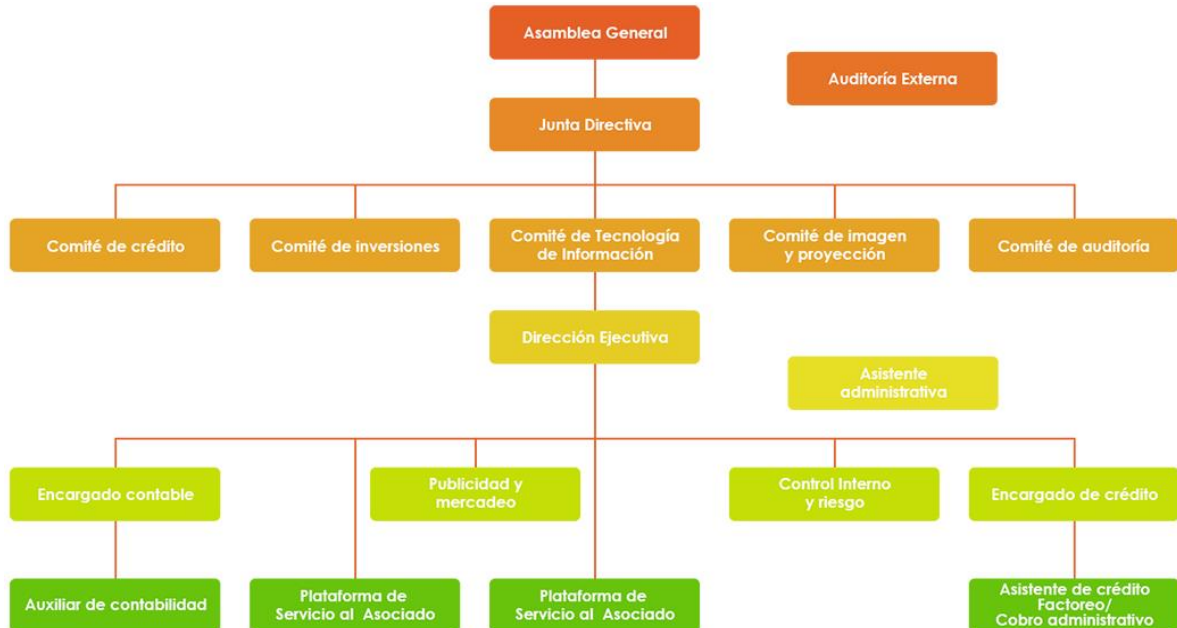 Asamblea General
Auditoría Externa
Junta Directiva
Comité de crédito
Comité de inversiones
Comité de Tecnología
de Información
Comité de imagen
y proyección
Comité de auditoría
Dirección Ejecutiva
Asistente
administrativa
Encargado contable
Publicidad y
mercadeo
Control Interno
y riesgo
Encargado de crédito
Auxiliar de contabilidad
Plataforma de
Servicio al Asociado
Plataforma de
Servicio al Asociado
Asistente de crédito
Factoreo/
Cobro administrativo